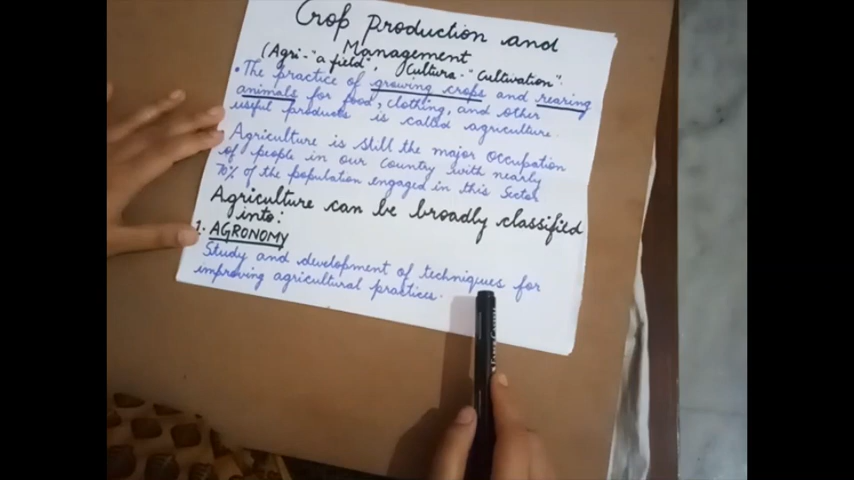 Crop Production and
Management
(Agri-"a field", Cultura-"Cultivation".
• The practice of growing crops and rearing
animals for food, clothing, and other
useful products is called agriculture.
Agriculture is still the major occupation
of people in our country with nearly
70% of the population engaged in this Sector
Agriculture can be broadly classified
into:
1. AGRONOMY
Study and development of techniques for
improving agricultural practices.